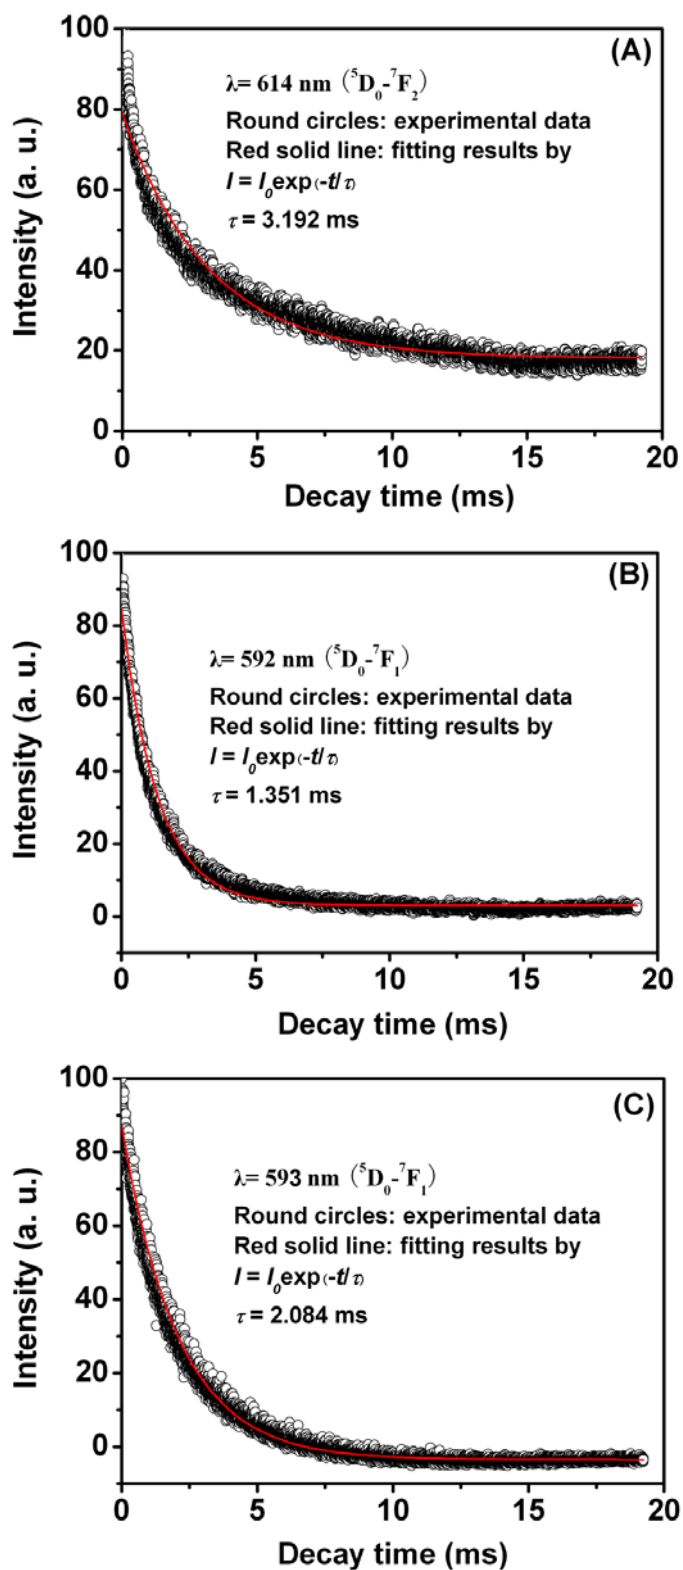 100
80
60
40
20
0
Intensity (a. u.)
(A)
λ= 614 nm (⁵D₀-⁷F₂)
Round circles: experimental data
Red solid line: fitting results by
I = I₀exp(-t/τ)
τ = 3.192 ms
0 5 10 15 20
Decay time (ms)
100
80
60
40
20
0
Intensity (a. u.)
(B)
λ= 592 nm (⁵D₀-⁷F₁)
Round circles: experimental data
Red solid line: fitting results by
I = I₀exp(-t/τ)
τ = 1.351 ms
0 5 10 15 20
Decay time (ms)
100
80
60
40
20
0
Intensity (a. u.)
(C)
λ= 593 nm (⁵D₀-⁷F₁)
Round circles: experimental data
Red solid line: fitting results by
I = I₀exp(-t/τ)
τ = 2.084 ms
0 5 10 15 20
Decay time (ms)